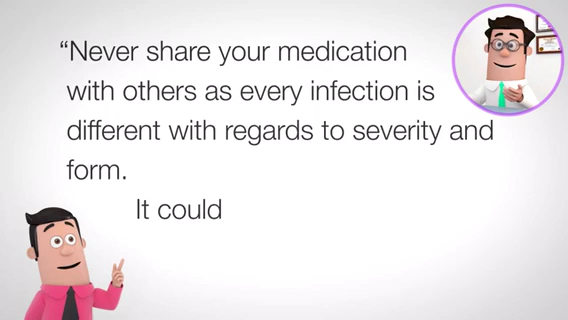 “Never share your medication
with others as every infection is
different with regards to severity and
form.
It could